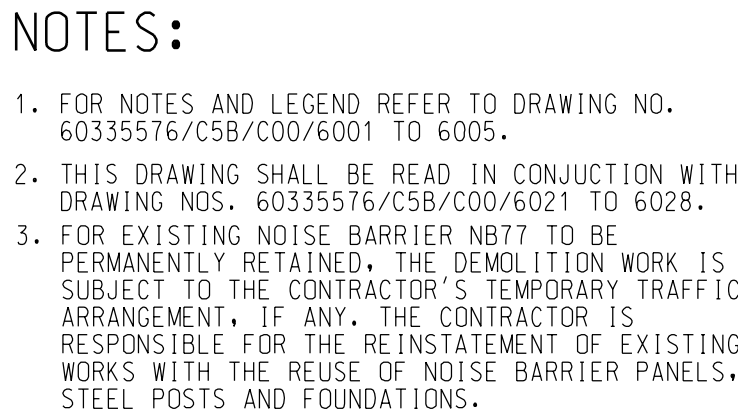 NOTES:
1. FOR NOTES AND LEGEND REFER TO DRAWING NO.
60335576/C5B/C00/6001 TO 6005.
2. THIS DRAWING SHALL BE READ IN CONJUCTION WITH
DRAWING NOS. 60335576/C5B/C00/6021 TO 6028.
3. FOR EXISTING NOISE BARRIER NB77 TO BE
PERMANENTLY RETAINED, THE DEMOLITION WORK IS
SUBJECT TO THE CONTRACTOR'S TEMPORARY TRAFFIC
ARRANGEMENT, IF ANY. THE CONTRACTOR IS
RESPONSIBLE FOR THE REINSTATEMENT OF EXISTING
WORKS WITH THE REUSE OF NOISE BARRIER PANELS,
STEEL POSTS AND FOUNDATIONS.